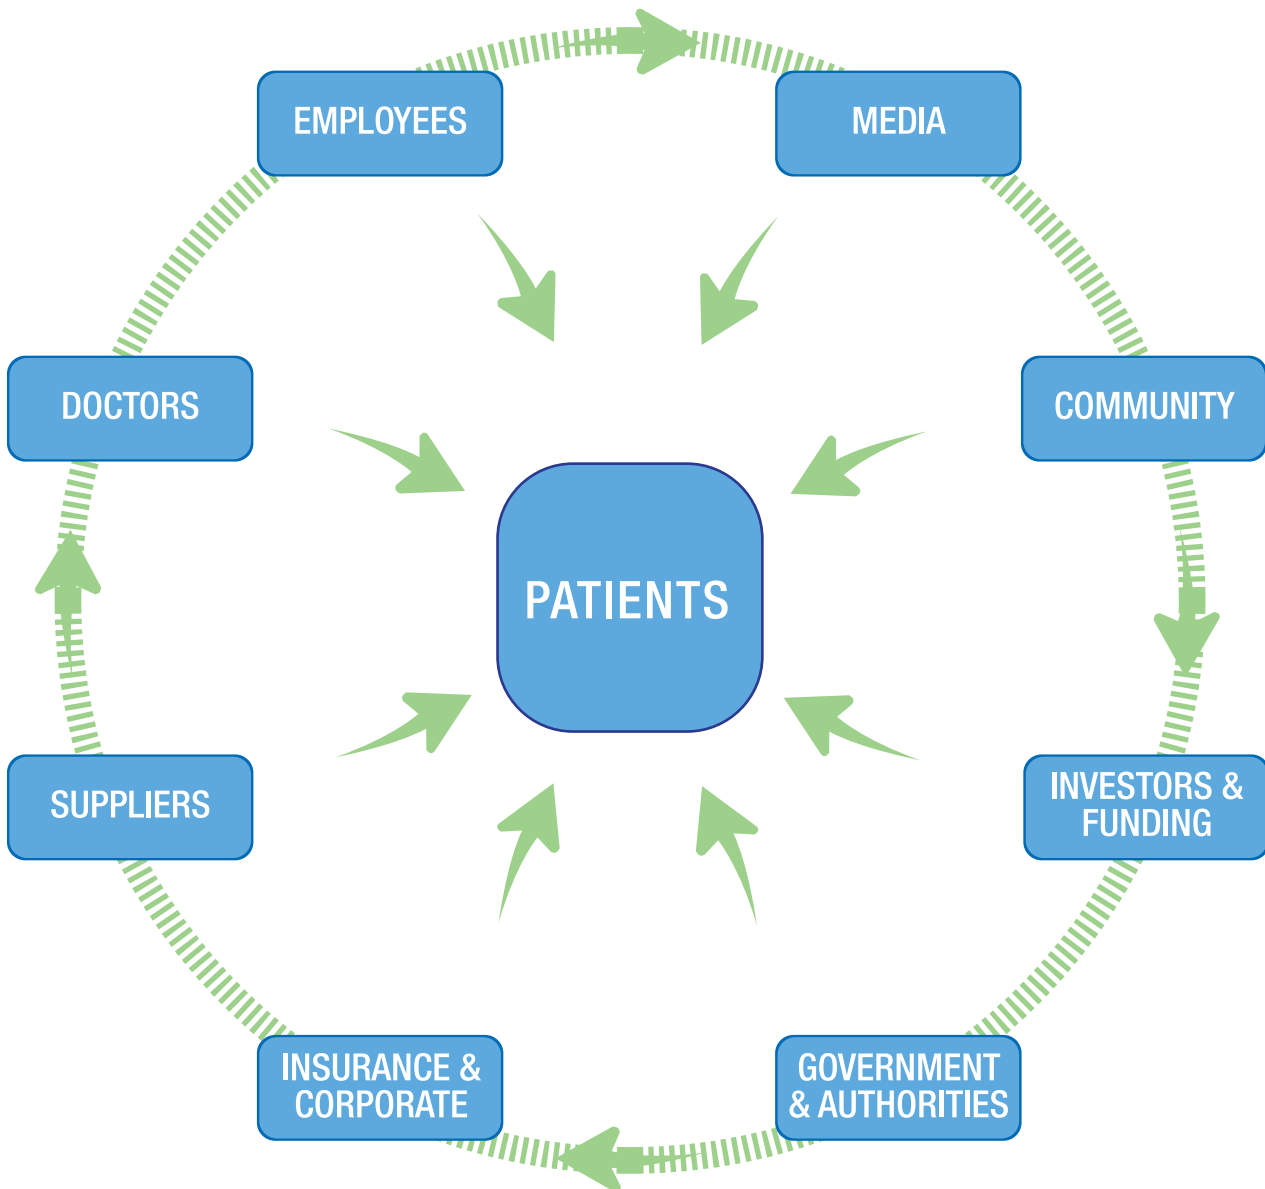 EMPLOYEES
MEDIA
DOCTORS
COMMUNITY
PATIENTS
SUPPLIERS
INVESTORS &
FUNDING
INSURANCE &
CORPORATE
GOVERNMENT
& AUTHORITIES